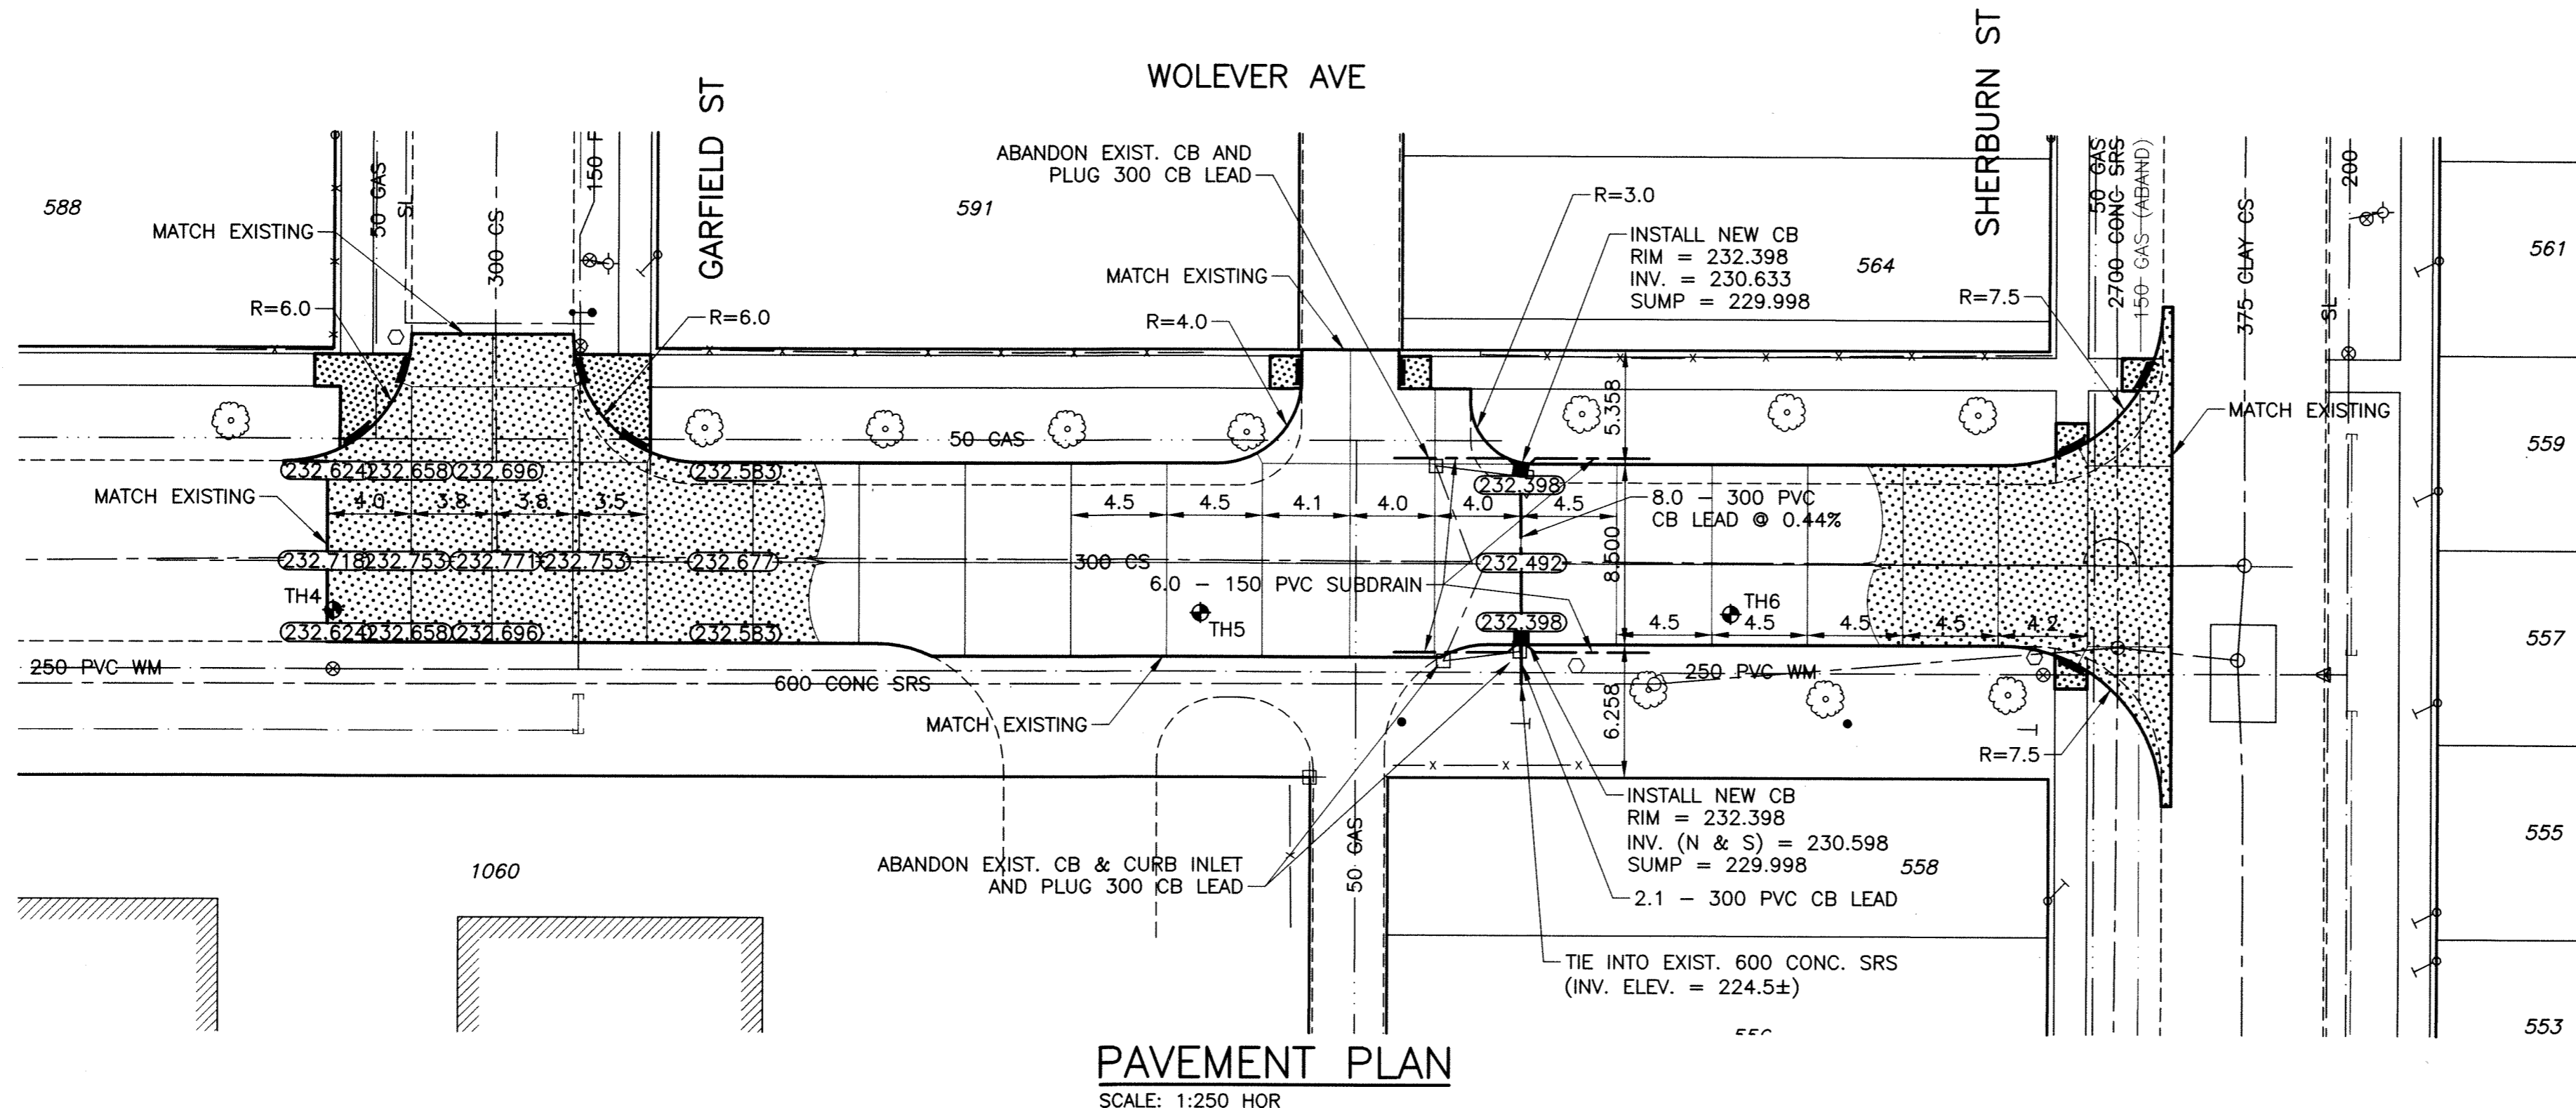 WOLEVER AVE
GARFIELD ST
SHERBURN ST
588
591
564
561
559
557
555
553
558
1060
50 GAS
SL
300 CS
MATCH EXISTING
R=6.0
R=6.0
ABANDON EXIST. CB AND
PLUG 300 CB LEAD
MATCH EXISTING
R=4.0
R=3.0
INSTALL NEW CB
RIM = 232.398
INV. = 230.633
SUMP = 229.998
R=7.5
50 GAS
2700 CONC SRS
150 GAS (ABAND)
375 CLAY CS
SL
200
MATCH EXISTING
50 GAS
5.358
232.624
232.658
232.696
232.583
232.398
MATCH EXISTING
4.0
3.8
3.8
3.5
4.5
4.5
4.1
4.0
4.0
4.5
8.0 - 300 PVC
CB LEAD @ 0.44%
8.500
232.718
232.753
232.771
232.753
232.677
300 CS
232.492
6.0 - 150 PVC SUBDRAIN
TH4
TH5
TH6
232.624
232.658
232.696
232.583
232.398
4.5
4.5
4.5
4.5
4.2
250 PVC WM
600 CONC SRS
250 PVC WM
6.258
MATCH EXISTING
R=7.5
INSTALL NEW CB
RIM = 232.398
INV. (N & S) = 230.598
SUMP = 229.998
ABANDON EXIST. CB & CURB INLET
AND PLUG 300 CB LEAD
50 GAS
2.1 - 300 PVC CB LEAD
TIE INTO EXIST. 600 CONC. SRS
(INV. ELEV. = 224.5±)
PAVEMENT PLAN
SCALE: 1:250 HOR